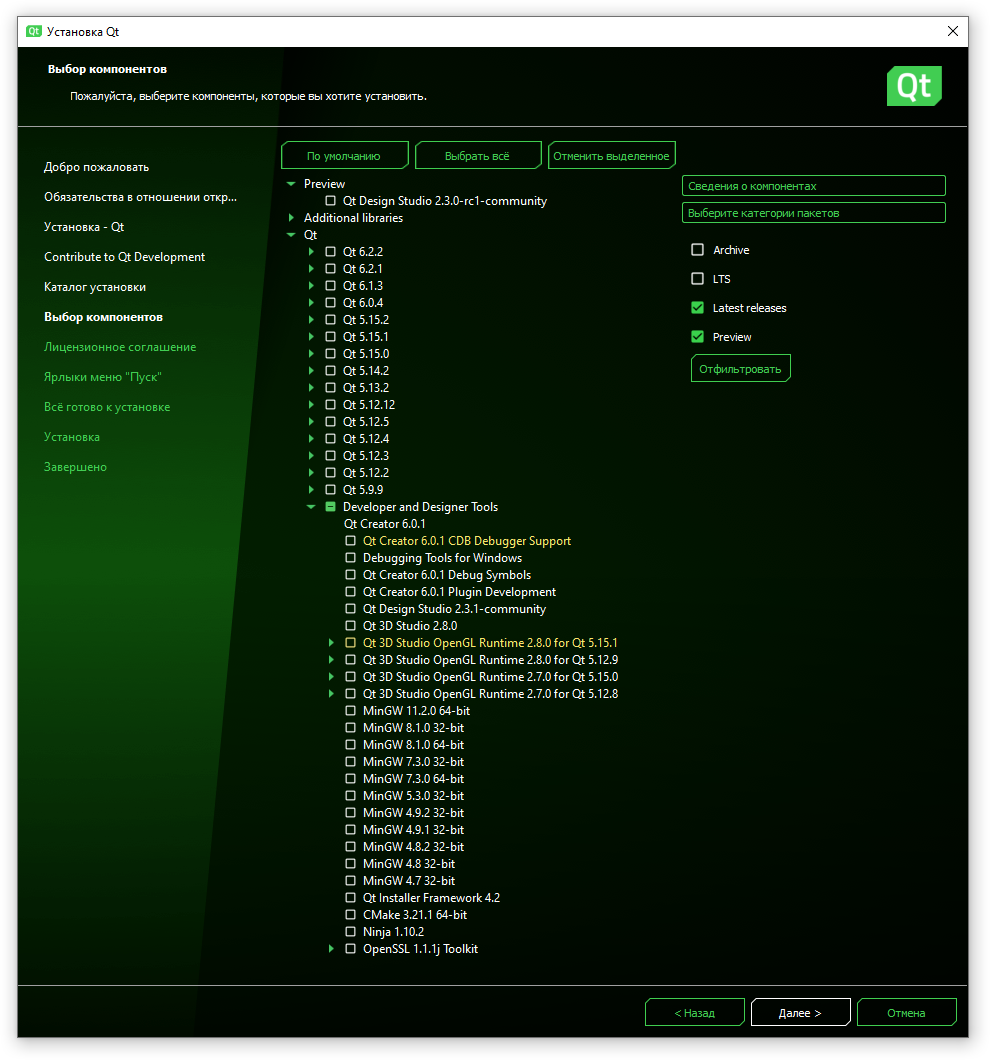 Qt Установка Qt
Выбор компонентов
Пожалуйста, выберите компоненты, которые вы хотите установить.
Qt
Добро пожаловать
Обязательства в отношении откр...
Установка - Qt
Contribute to Qt Development
Каталог установки
Выбор компонентов
Лицензионное соглашение
Ярлыки меню "Пуск"
Всё готово к установке
Установка
Завершено
По умолчанию
Выбрать всё
Отменить выделенное
Preview
Qt Design Studio 2.3.0-rc1-community
Additional libraries
Qt
Qt 6.2.2
Qt 6.2.1
Qt 6.1.3
Qt 6.0.4
Qt 5.15.2
Qt 5.15.1
Qt 5.15.0
Qt 5.14.2
Qt 5.13.2
Qt 5.12.12
Qt 5.12.5
Qt 5.12.4
Qt 5.12.3
Qt 5.12.2
Qt 5.9.9
Developer and Designer Tools
Qt Creator 6.0.1
Qt Creator 6.0.1 CDB Debugger Support
Debugging Tools for Windows
Qt Creator 6.0.1 Debug Symbols
Qt Creator 6.0.1 Plugin Development
Qt Design Studio 2.3.1-community
Qt 3D Studio 2.8.0
Qt 3D Studio OpenGL Runtime 2.8.0 for Qt 5.15.1
Qt 3D Studio OpenGL Runtime 2.8.0 for Qt 5.12.9
Qt 3D Studio OpenGL Runtime 2.7.0 for Qt 5.15.0
Qt 3D Studio OpenGL Runtime 2.7.0 for Qt 5.12.8
MinGW 11.2.0 64-bit
MinGW 8.1.0 32-bit
MinGW 8.1.0 64-bit
MinGW 7.3.0 32-bit
MinGW 7.3.0 64-bit
MinGW 5.3.0 32-bit
MinGW 4.9.2 32-bit
MinGW 4.9.1 32-bit
MinGW 4.8.2 32-bit
MinGW 4.8 32-bit
MinGW 4.7 32-bit
Qt Installer Framework 4.2
CMake 3.21.1 64-bit
Ninja 1.10.2
OpenSSL 1.1.1j Toolkit
Сведения о компонентах
Выберите категории пакетов
Archive
LTS
Latest releases
Preview
Отфильтровать
< Назад
Далее >
Отмена